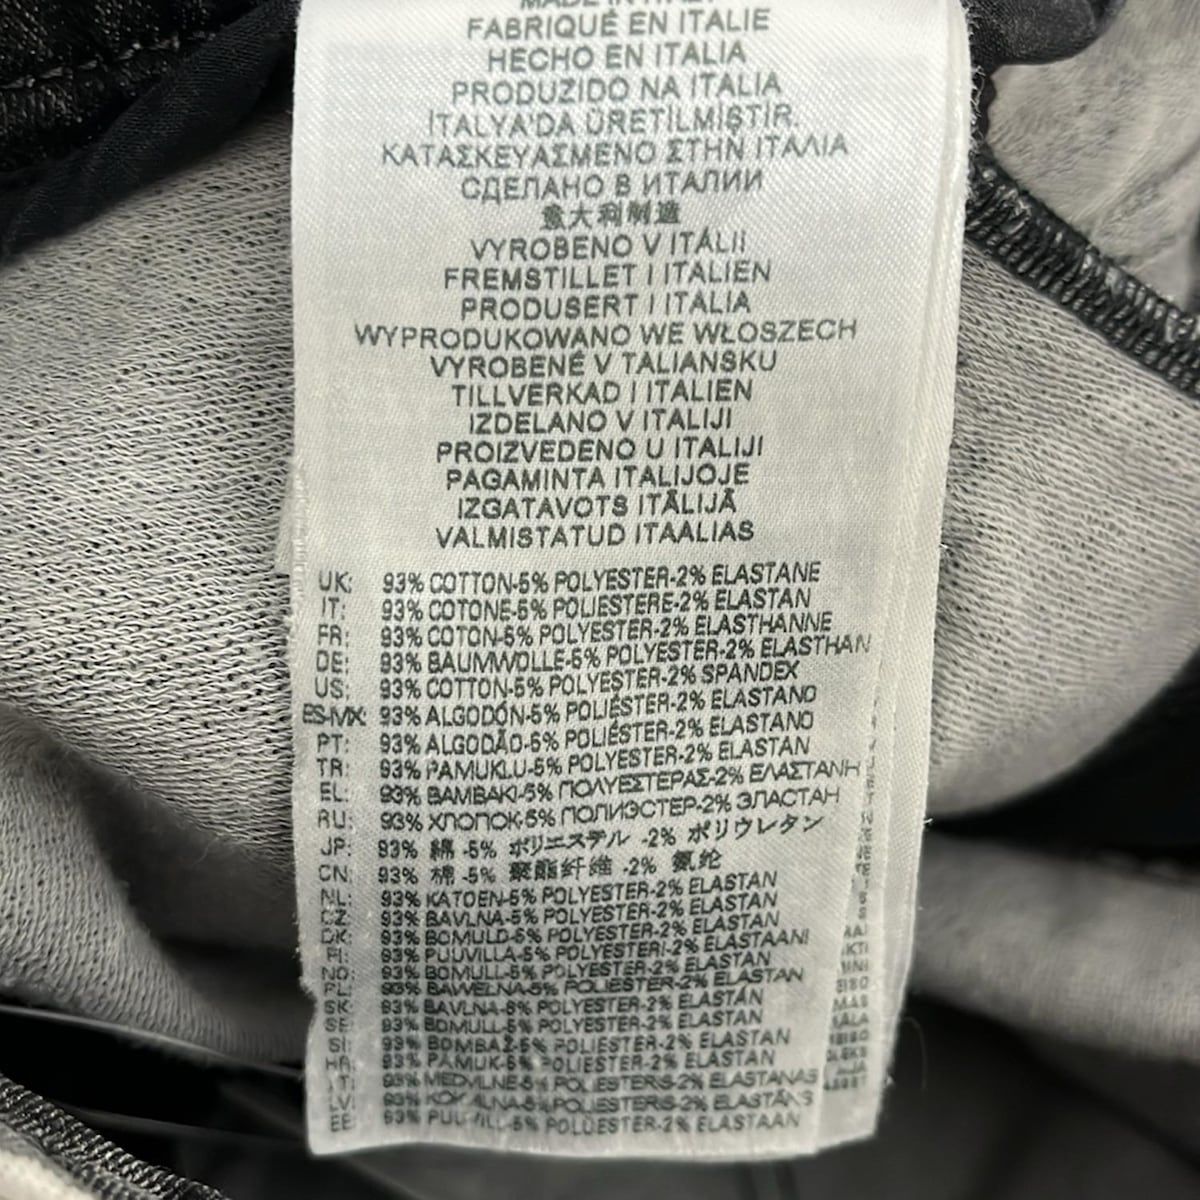 MADE IN ITALY
FABRIQUÉ EN ITALIE
HECHO EN ITALIA
PRODUZIDO NA ITALIA
İTALYA'DA ÜRETİLMİŞTİR.
ΚΑΤΑΣΚΕΥΑΣΜΕΝΟ ΣΤΗΝ ΙΤΑΛΙΑ
СДЕЛАНО В ИТАЛИИ
意大利制造
VYROBENO V ITÁLII
FREMSTILLET I ITALIEN
PRODUSERT I ITALIA
WYPRODUKOWANO WE WŁOSZECH
VYROBENÉ V TALIANSKU
TILLVERKAD I ITALIEN
IZDELANO V ITALIJI
PROIZVEDENO U ITALIJI
PAGAMINTA ITALIJOJE
IZGATAVOTS ITĀLIJĀ
VALMISTATUD ITAALIAS
UK: 93% COTTON-5% POLYESTER-2% ELASTANE
IT: 93% COTONE-5% POLIESTERE-2% ELASTAN
FR: 93% COTON-5% POLYESTER-2% ELASTHANNE
DE: 93% BAUMWOLLE-5% POLYESTER-2% ELASTHAN
US: 93% COTTON-5% POLYESTER-2% SPANDEX
ES-MX: 93% ALGODÓN-5% POLIÉSTER-2% ELASTANO
PT: 93% ALGODÃO-5% POLIÉSTER-2% ELASTANO
TR: 93% PAMUKLU-5% POLYESTER-2% ELASTAN
EL: 93% ΒΑΜΒΑΚΙ-5% ΠΟΛΥΕΣΤΕΡΑΣ-2% ΕΛΑΣΤΑΝΗ
RU: 93% ХЛОПОК-5% ПОЛИЭСТЕР-2% ЭЛАСТАН
JP: 93% 綿 -5% ポリエステル -2% ポリウレタン
CN: 93% 棉 -5% 聚酯纤维 -2% 氨纶
NL: 93% KATOEN-5% POLYESTER-2% ELASTAN
CZ: 93% BAVLNA-5% POLYESTER-2% ELASTAN
DK: 93% BOMULD-5% POLYESTER-2% ELASTAN
FI: 93% PUUVILLA-5% POLYESTERI-2% ELASTAANI
NO: 93% BOMULL-5% POLYESTER-2% ELASTAN
PL: 93% BAWEŁNA-5% POLIESTER-2% ELASTAN
SK: 93% BAVLNA-5% POLYESTER-2% ELASTÁN
SE: 93% BOMULL-5% POLYESTER-2% ELASTAN
SI: 93% BOMBAŽ-5% POLIESTER-2% ELASTAN
HR: 93% PAMUK-5% POLIESTER-2% ELASTAN
LT: 93% MEDVILNĖ-5% POLIESTERIS-2% ELASTANAS
LV: 93% KOKVILNA-5% POLIESTERS-2% ELASTĀNS
EE: 93% PUUVILL-5% POLÜESTER-2% ELASTAAN